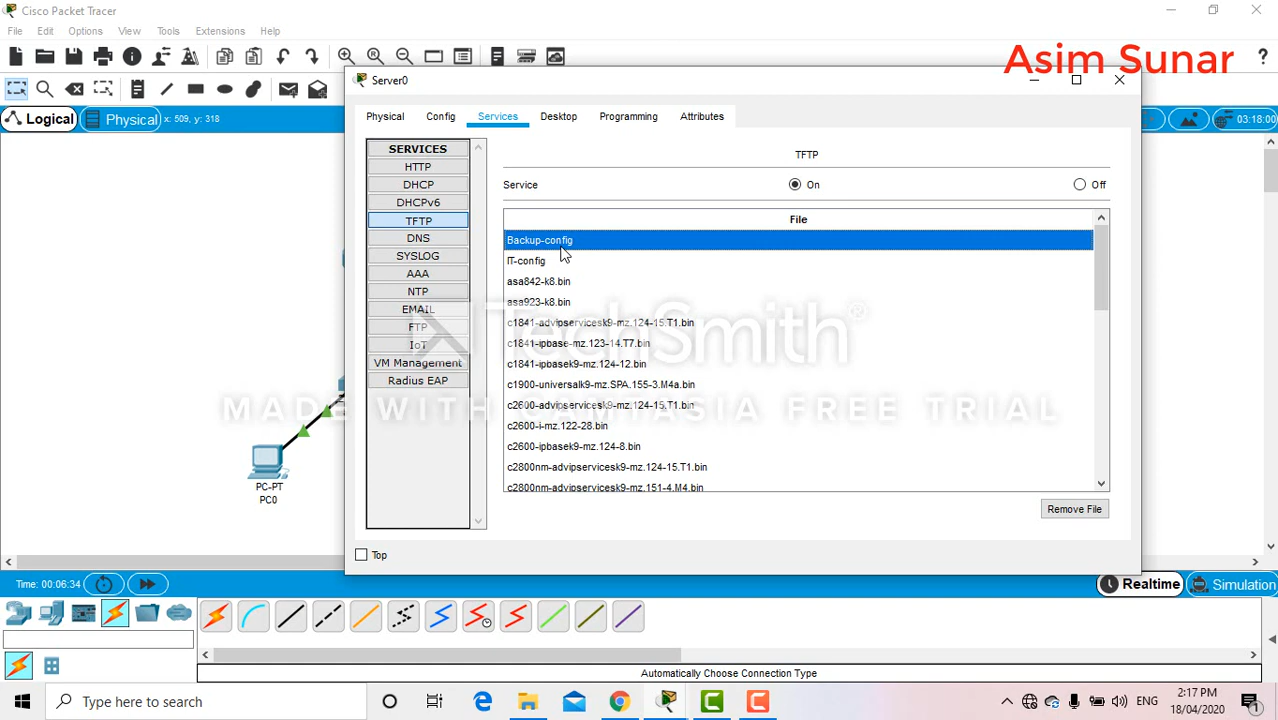 Cisco Packet Tracer
File Edit Options View Tools Extensions Help
Asim Sunar
?
Logical
Physical
x: 509, y: 318
03:18:00
Server0
Physical Config Services Desktop Programming Attributes
SERVICES
HTTP
DHCP
DHCPv6
TFTP
DNS
SYSLOG
AAA
NTP
EMAIL
FTP
IoT
VM Management
Radius EAP
TFTP
Service
On
Off
File
Backup-config
IT-config
asa842-k8.bin
asa923-k8.bin
c1841-advipservicesk9-mz.124-15.T1.bin
c1841-ipbase-mz.123-14.T7.bin
c1841-ipbasek9-mz.124-12.bin
c1900-universalk9-mz.SPA.155-3.M4a.bin
c2600-advipservicesk9-mz.124-15.T1.bin
c2600-i-mz.122-28.bin
c2600-ipbasek9-mz.124-8.bin
c2800nm-advipservicesk9-mz.124-15.T1.bin
c2800nm-advipservicesk9-mz.151-4.M4.bin
Remove File
Top
TechSmith®
MADE WITH CAMTASIA FREE TRIAL
PC-PT
PC0
Time: 00:06:34
Realtime
Simulation
Automatically Choose Connection Type
Type here to search
ENG
2:17 PM
18/04/2020
1